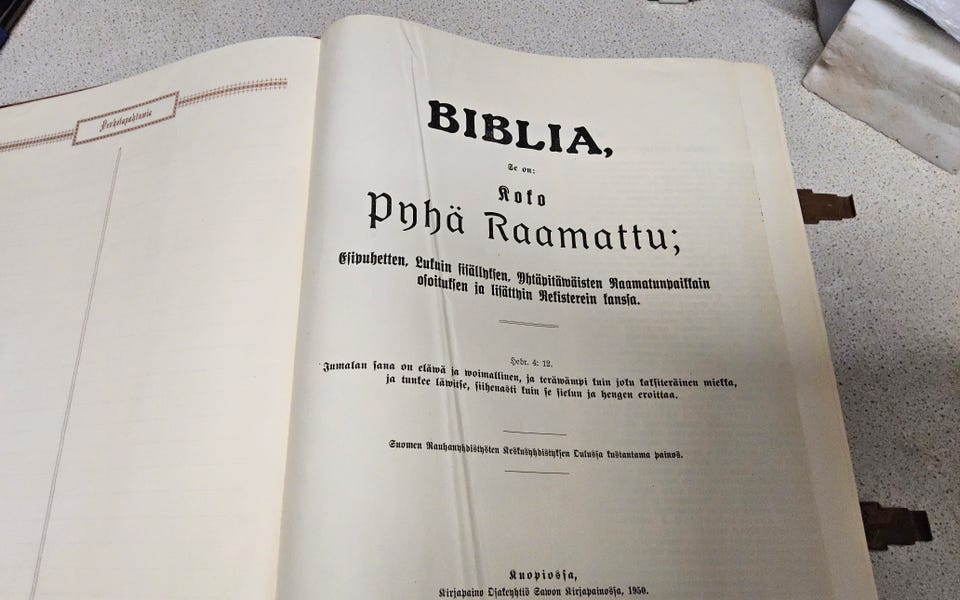 Perhetapahtumia
BIBLIA,
Se on:
Koko
Pyhä Raamattu;
Esipuhetten, Lukuin sisällyksen, Yhtäpitäwäisten Raamatunpaikkain
osoituksen ja lisättyin Rekisterein kanssa.
Hebr. 4: 12.
Jumalan sana on eläwä ja woimallinen, ja teräwämpi kuin joku kaksiteräinen miekka,
ja tunkee läwitse, siihenasti kuin se sielun ja hengen eroittaa.
Suomen Rauhanyhdistysten Keskusyhdistyksen Oulussa kustantama painos.
Kuopiossa,
Kirjapaino Osakeyhtiö Sawon Kirjapainossa, 1950.